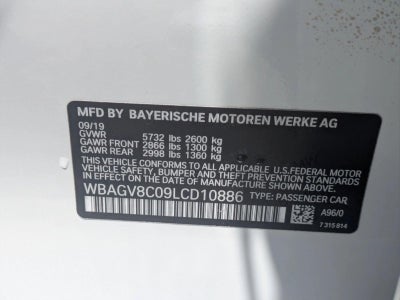 MFD BY BAYERISCHE MOTOREN WERKE AG
09/19
GVWR 5732 lbs 2600 kg
GAWR FRONT 2866 lbs 1300 kg
GAWR REAR 2998 lbs 1360 kg
THIS VEHICLE CONFORMS TO ALL APPLICABLE U.S. FEDERAL MOTOR
VEHICLE SAFETY, BUMPER AND THEFT PREVENTION STANDARDS
IN EFFECT ON THE DATE OF MANUFACTURE SHOWN ABOVE.
WBAGV8C09LCD10886 TYPE: PASSENGER CAR
A96/0
7 315 814